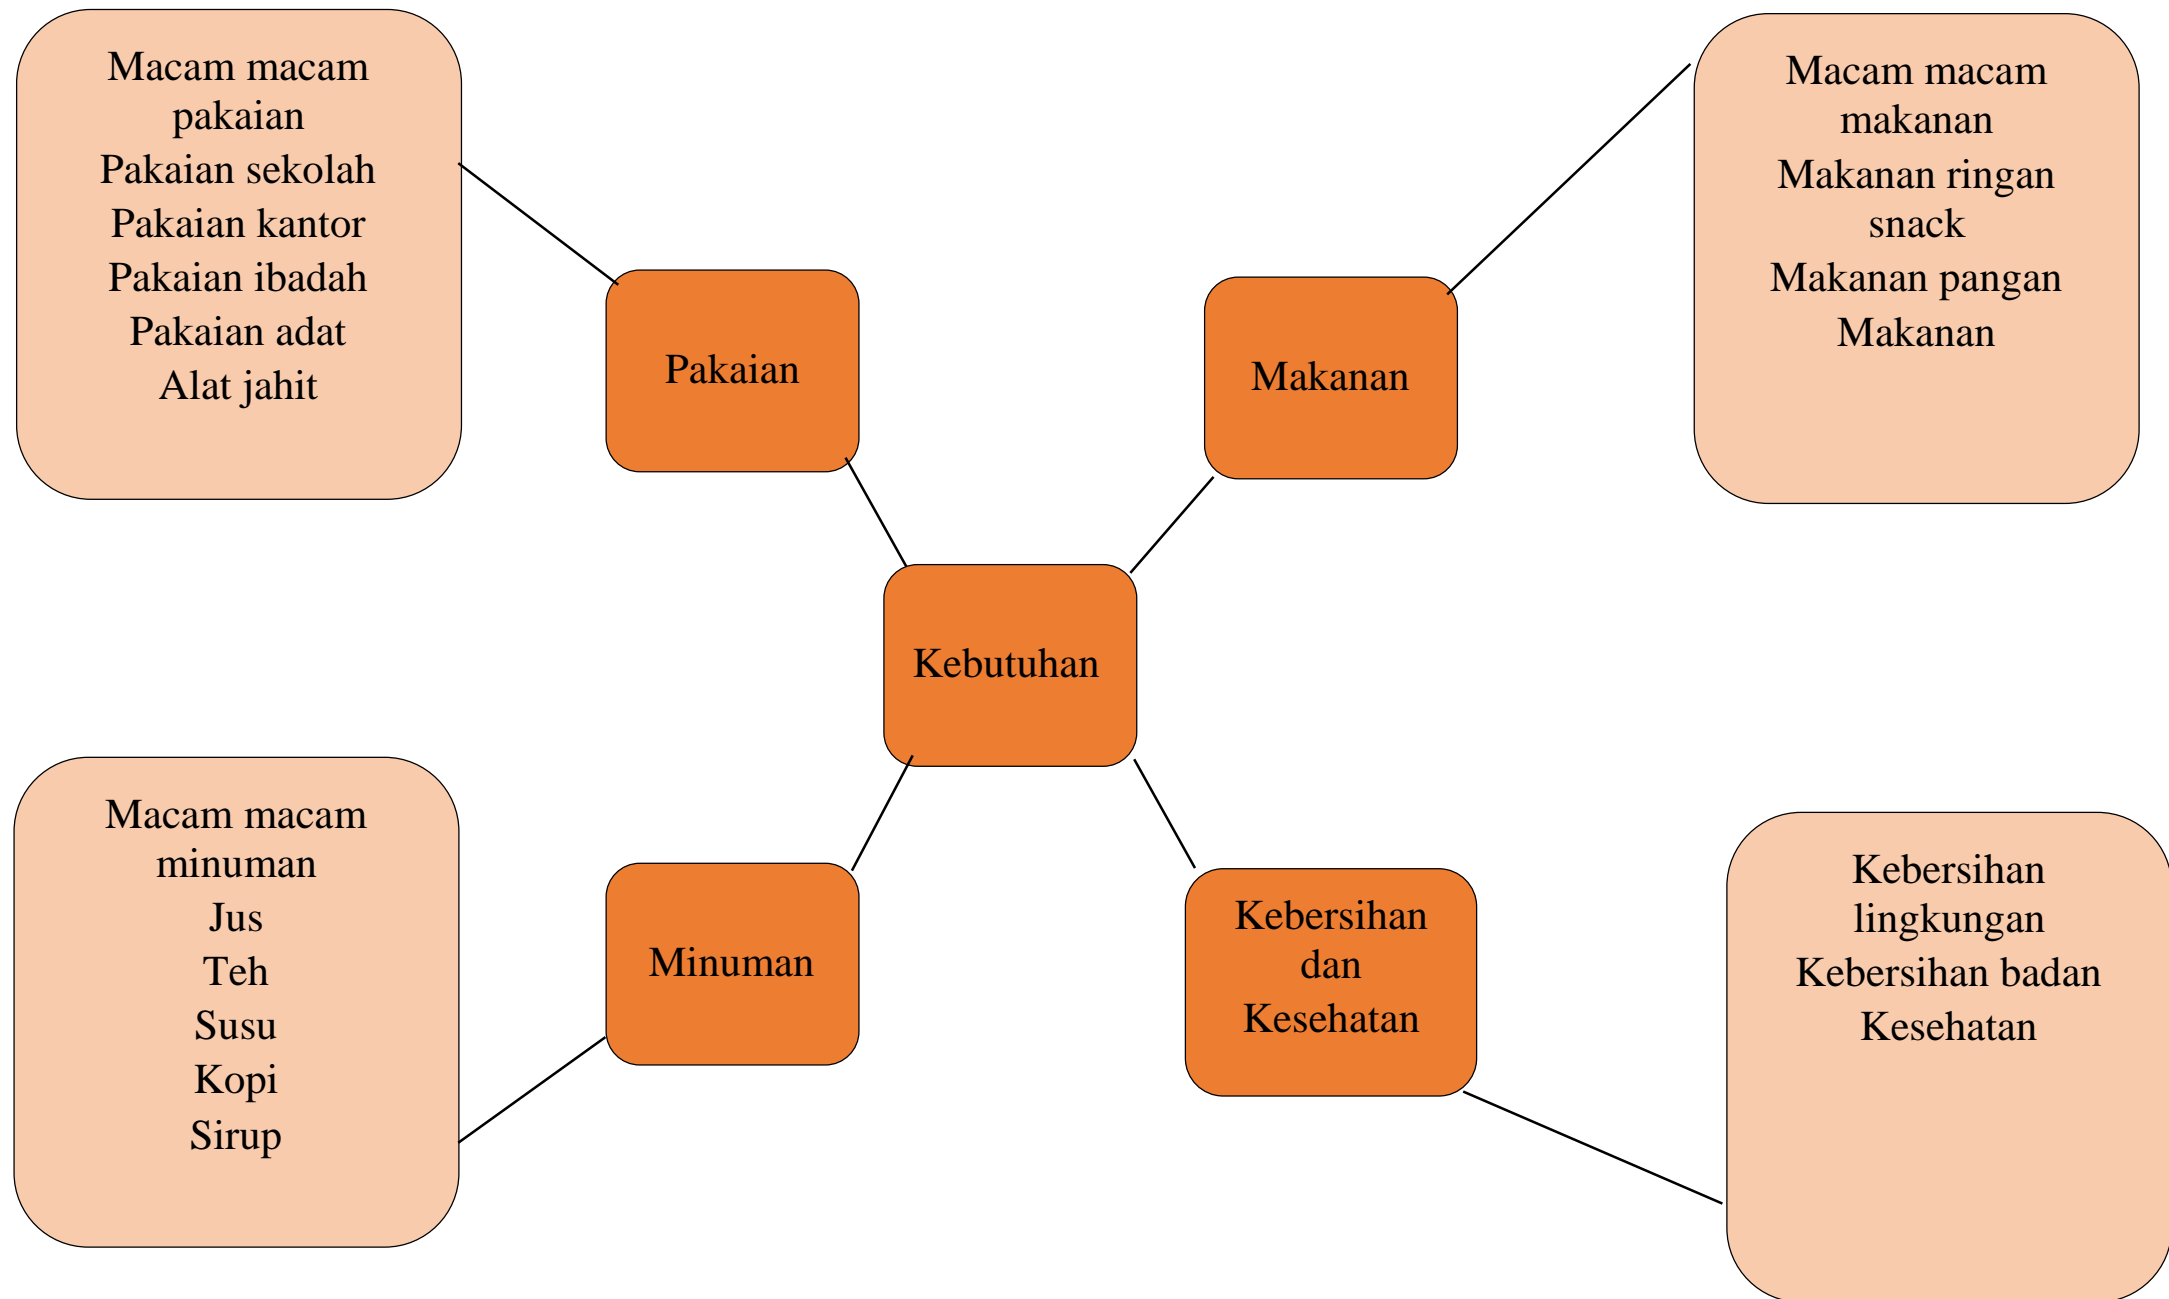 Macam macam
pakaian
Pakaian sekolah
Pakaian kantor
Pakaian ibadah
Pakaian adat
Alat jahit
Macam macam
makanan
Makanan ringan
snack
Makanan pangan
Makanan
Pakaian
Makanan
Kebutuhan
Macam macam
minuman
Jus
Teh
Susu
Kopi
Sirup
Minuman
Kebersihan
dan
Kesehatan
Kebersihan
lingkungan
Kebersihan badan
Kesehatan